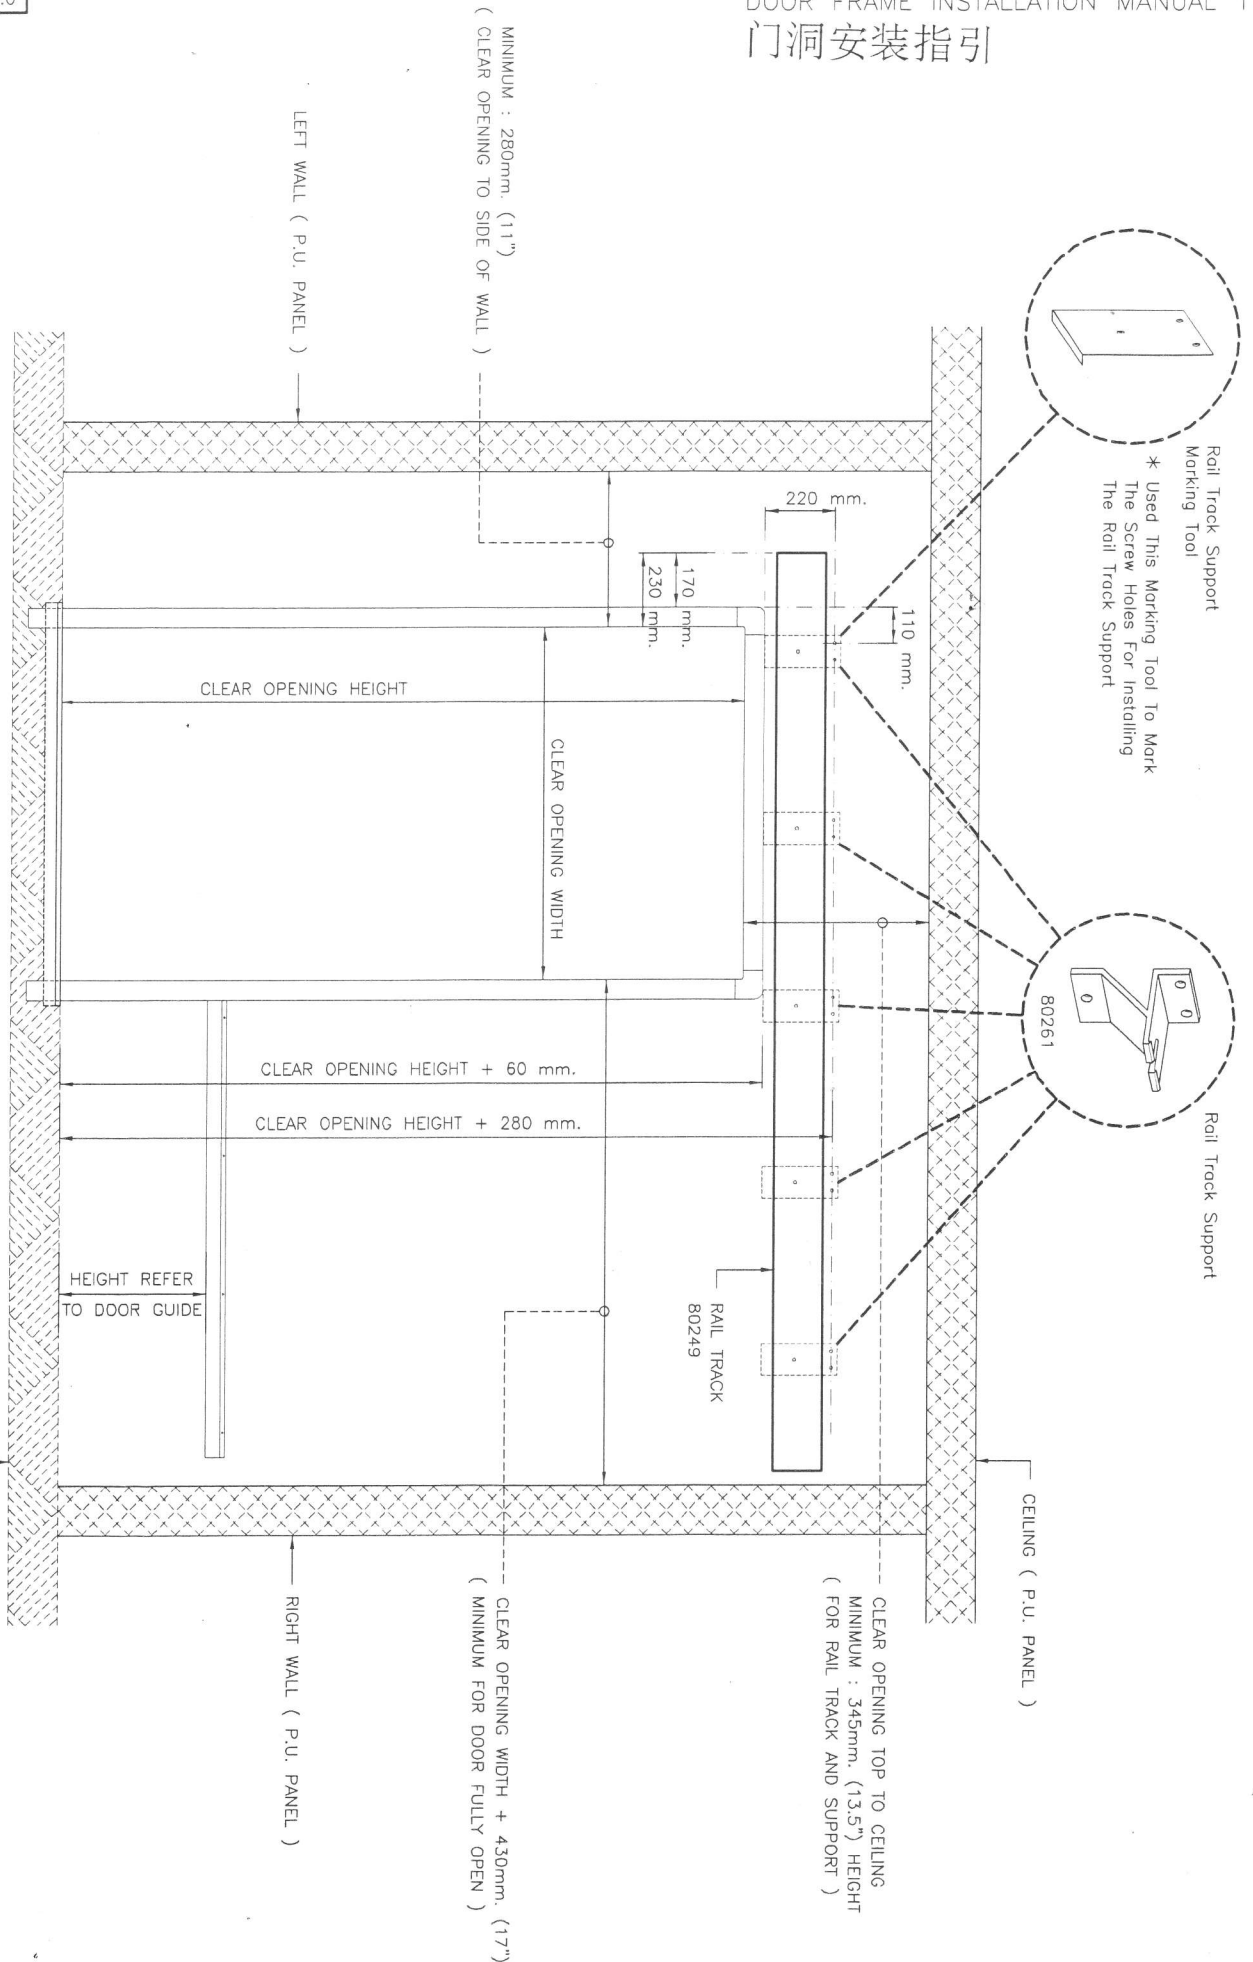 DOOR FRAME INSTALLATION MANUAL
门洞安装指引
Rail Track Support
Marking Tool
* Used This Marking Tool To Mark
The Screw Holes For Installing
The Rail Track Support
Rail Track Support
80261
MINIMUM : 280mm. (11")
( CLEAR OPENING TO SIDE OF WALL )
LEFT WALL ( P.U. PANEL )
220 mm.
110 mm.
170 mm.
230 mm.
CLEAR OPENING HEIGHT
CLEAR OPENING WIDTH
CLEAR OPENING HEIGHT + 60 mm.
CLEAR OPENING HEIGHT + 280 mm.
HEIGHT REFER
TO DOOR GUIDE
RAIL TRACK
80249
CEILING ( P.U. PANEL )
CLEAR OPENING TOP TO CEILING
MINIMUM : 345mm. (13.5") HEIGHT
( FOR RAIL TRACK AND SUPPORT )
CLEAR OPENING WIDTH + 430mm. (17")
( MINIMUM FOR DOOR FULLY OPEN )
RIGHT WALL ( P.U. PANEL )